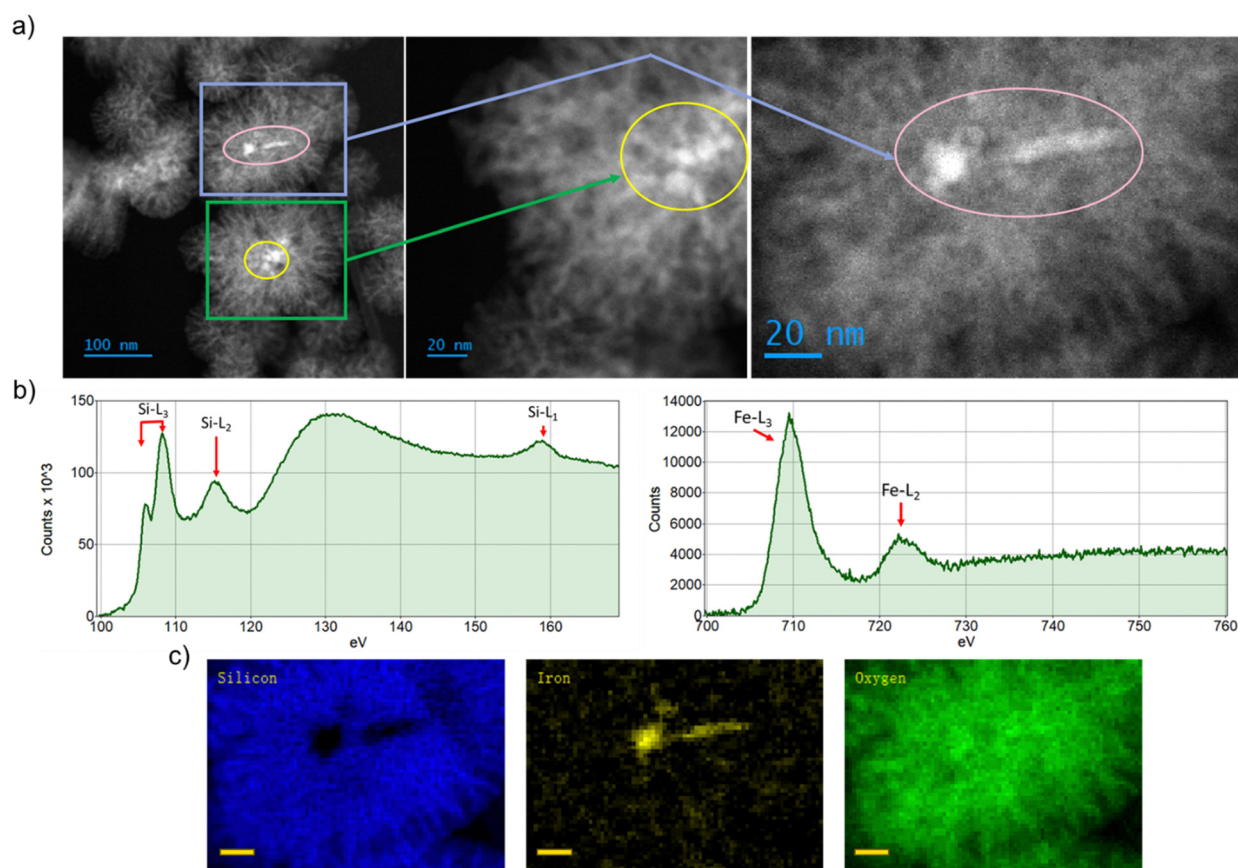 a)
100 nm
20 nm
20 nm
b)
150
100
50
0
Counts x 10^3
Si-L₃
Si-L₂
Si-L₁
100 110 120 130 140 150 160
eV
14000
12000
10000
8000
6000
4000
2000
0
Counts
Fe-L₃
Fe-L₂
700 710 720 730 740 750 760
eV
c)
Silicon
Iron
Oxygen